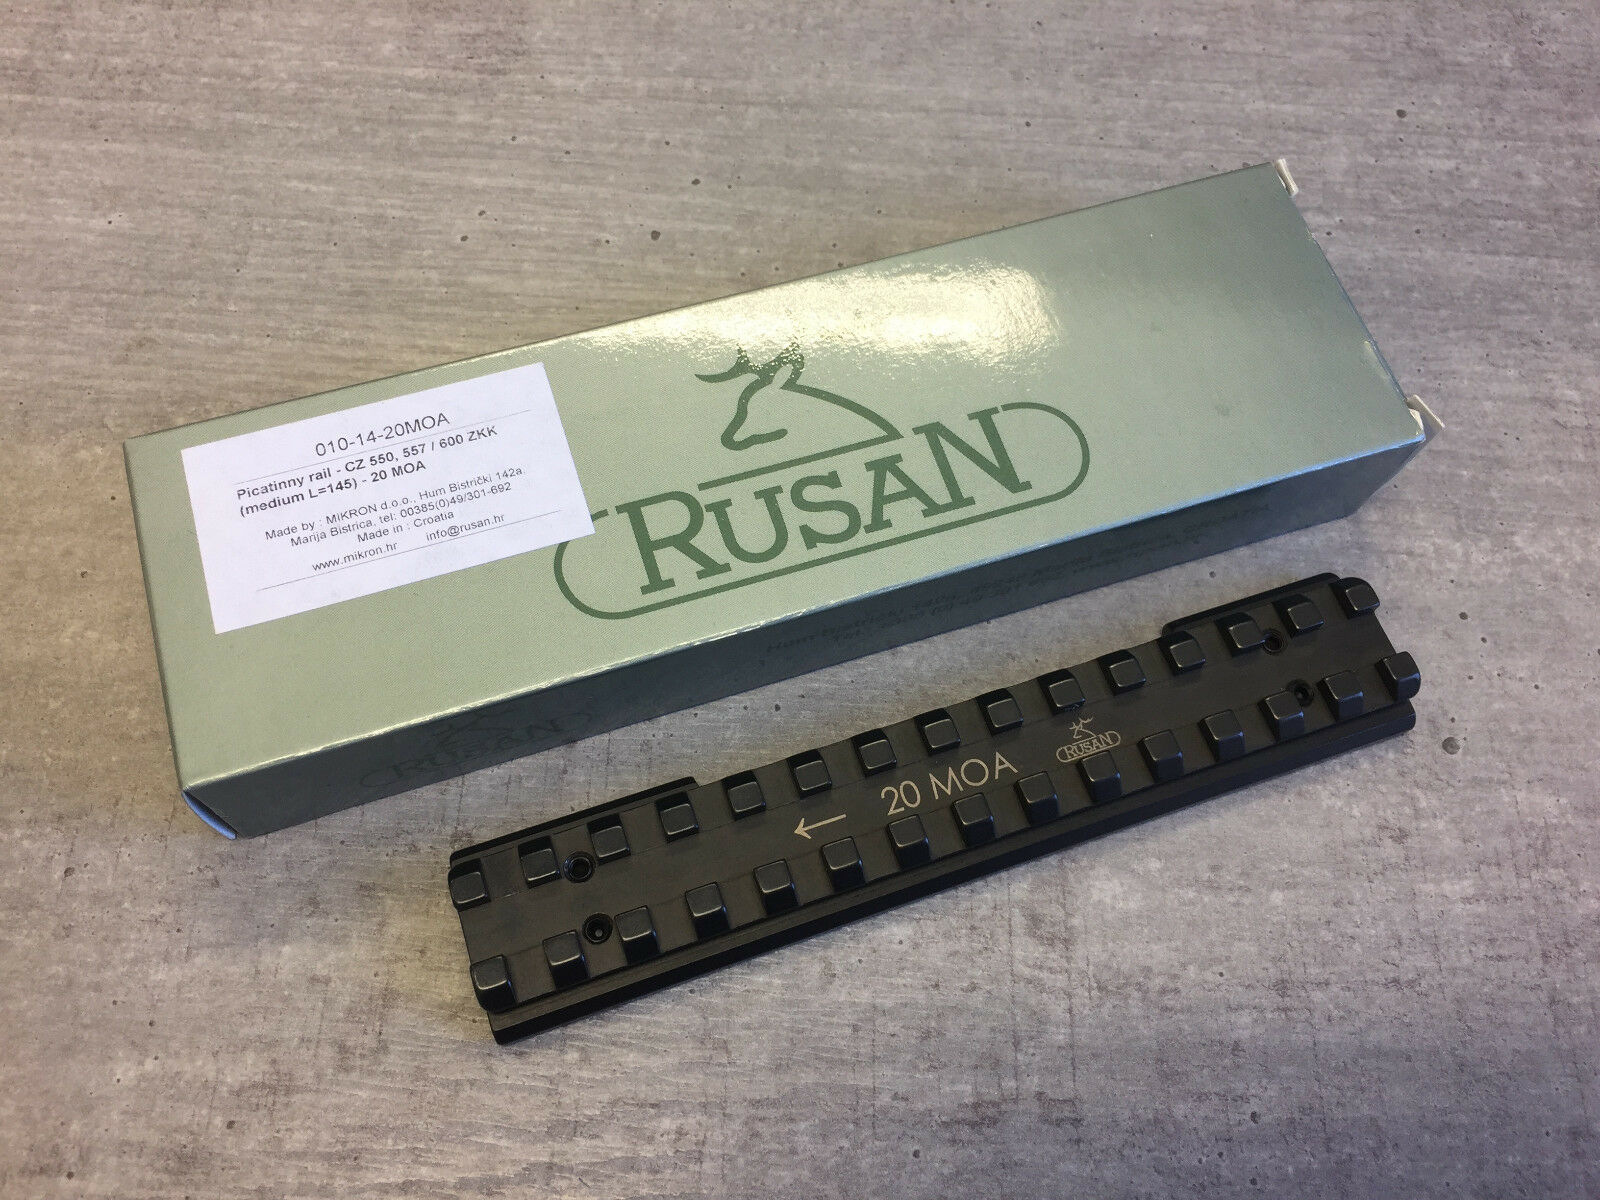 010-14-20MOA
Picatinny rail - CZ 550, 557 / 600 ZKK
(medium L=145) - 20 MOA
Made by : MiKRON d.o.o., Hum Bistrički 142a,
Marija Bistrica, tel: 00385(0)49/301-692
Made in : Croatia
www.mikron.hr info@rusan.hr
RUSAN
RUSAN
20 MOA
RUSAN